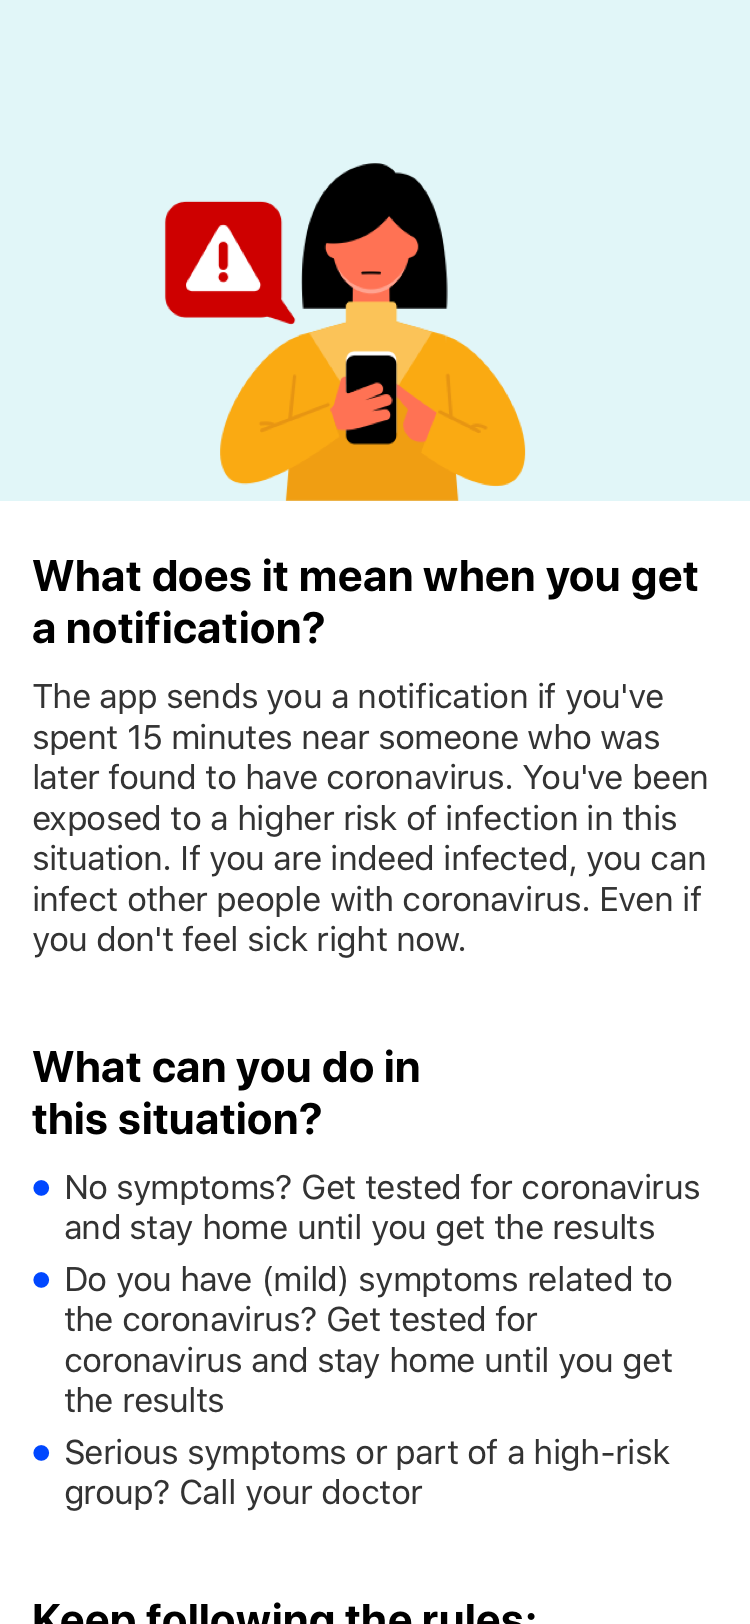 What does it mean when you get
a notification?
The app sends you a notification if you've
spent 15 minutes near someone who was
later found to have coronavirus. You've been
exposed to a higher risk of infection in this
situation. If you are indeed infected, you can
infect other people with coronavirus. Even if
you don't feel sick right now.
What can you do in
this situation?
No symptoms? Get tested for coronavirus
and stay home until you get the results
Do you have (mild) symptoms related to
the coronavirus? Get tested for
coronavirus and stay home until you get
the results
Serious symptoms or part of a high-risk
group? Call your doctor
Keep following the rules: